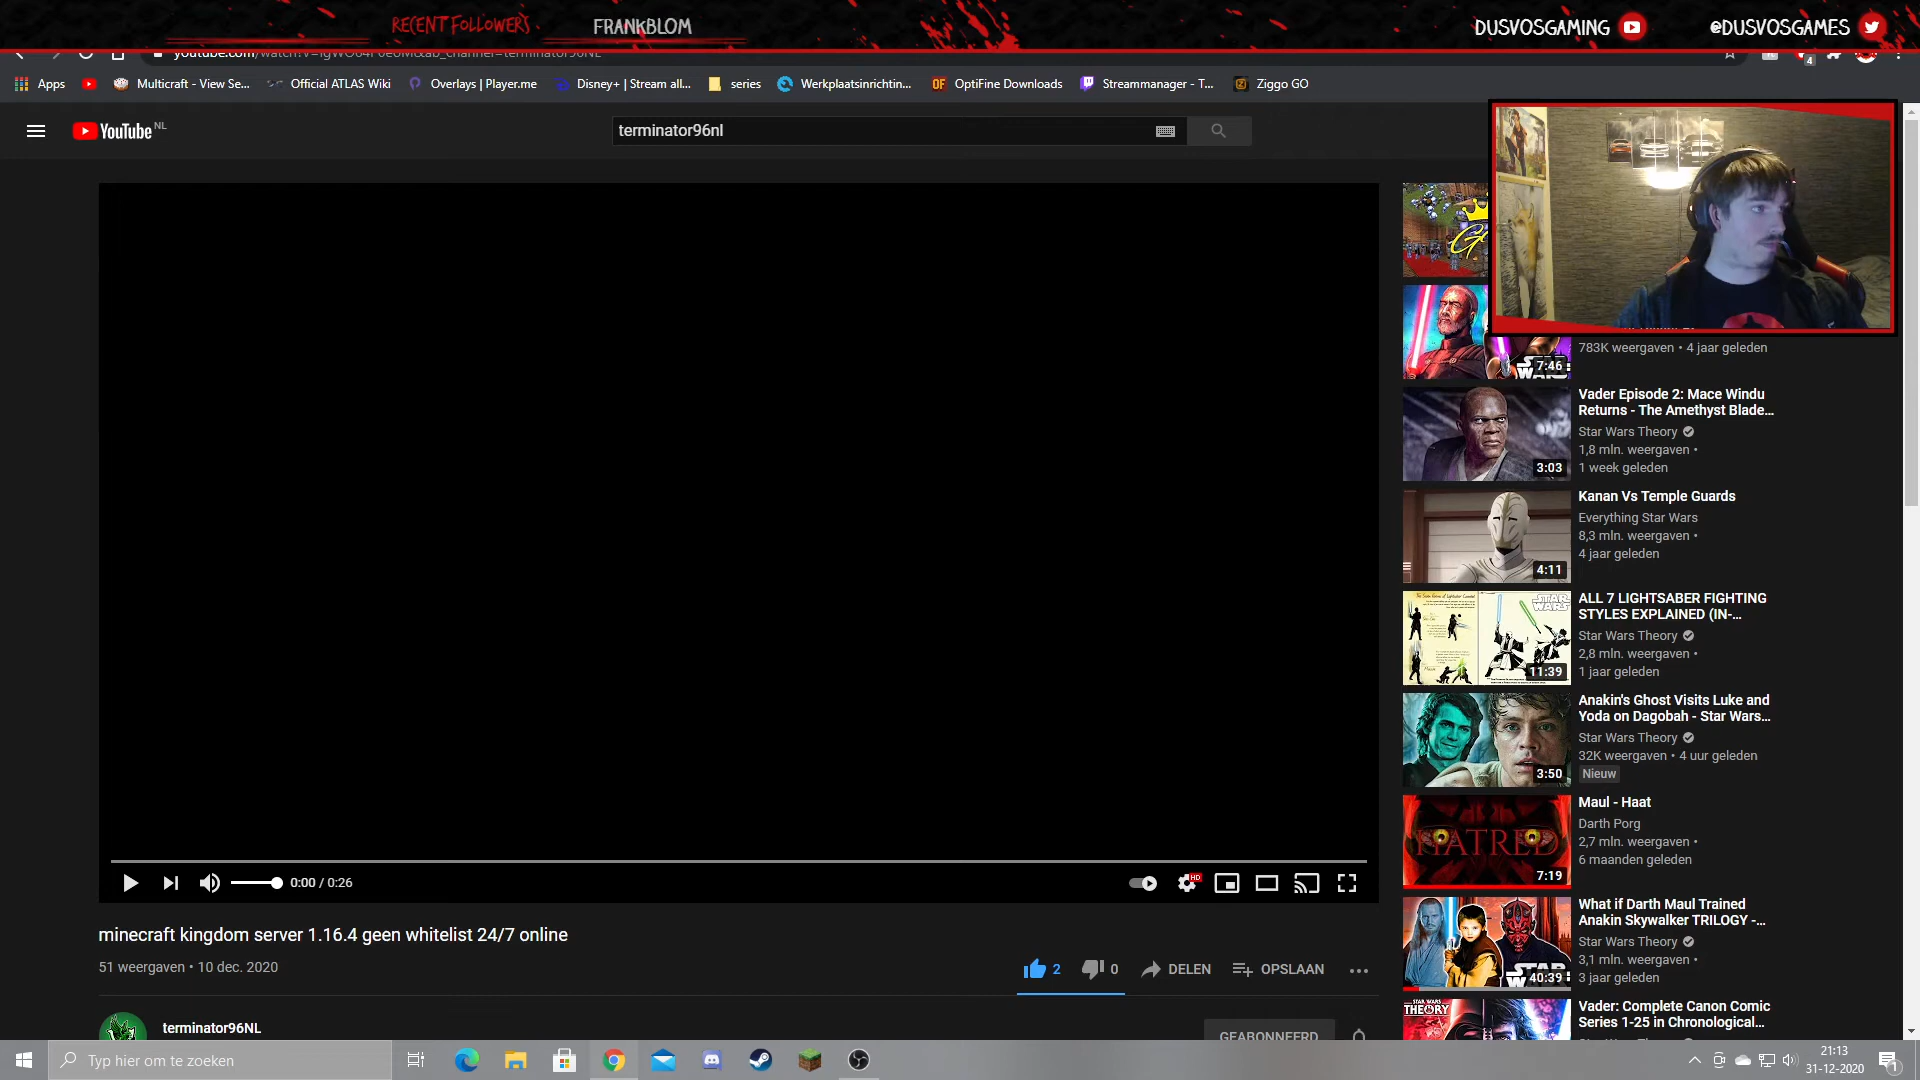 RECENT FOLLOWERS
FRANKBLOM
DUSVOSGAMING
@DUSVOSGAMES
4
Apps
Multicraft - View Se...
Official ATLAS Wiki
Overlays | Player.me
Disney+ | Stream all...
series
Werkplaatsinrichtin...
OF
OptiFine Downloads
Streammanager - T...
Ziggo GO
YouTube NL
terminator96nl
7:46
783K weergaven • 4 jaar geleden
Vader Episode 2: Mace Windu
Returns - The Amethyst Blade...
Star Wars Theory
1,8 mln. weergaven •
1 week geleden
3:03
Kanan Vs Temple Guards
Everything Star Wars
8,3 mln. weergaven •
4 jaar geleden
4:11
ALL 7 LIGHTSABER FIGHTING
STYLES EXPLAINED (IN-...
Star Wars Theory
2,8 mln. weergaven •
1 jaar geleden
STAR WARS
11:39
Anakin's Ghost Visits Luke and
Yoda on Dagobah - Star Wars...
Star Wars Theory
32K weergaven • 4 uur geleden
Nieuw
3:50
Maul - Haat
Darth Porg
2,7 mln. weergaven •
6 maanden geleden
HATRED
7:19
What if Darth Maul Trained
Anakin Skywalker TRILOGY -...
Star Wars Theory
3,1 mln. weergaven •
3 jaar geleden
40:39
Vader: Complete Canon Comic
Series 1-25 in Chronological...
STAR WARS
THEORY
0:00 / 0:26
HD
minecraft kingdom server 1.16.4 geen whitelist 24/7 online
51 weergaven • 10 dec. 2020
2
0
DELEN
OPSLAAN
terminator96NL
GEABONNEERD
Typ hier om te zoeken
21:13
31-12-2020
1